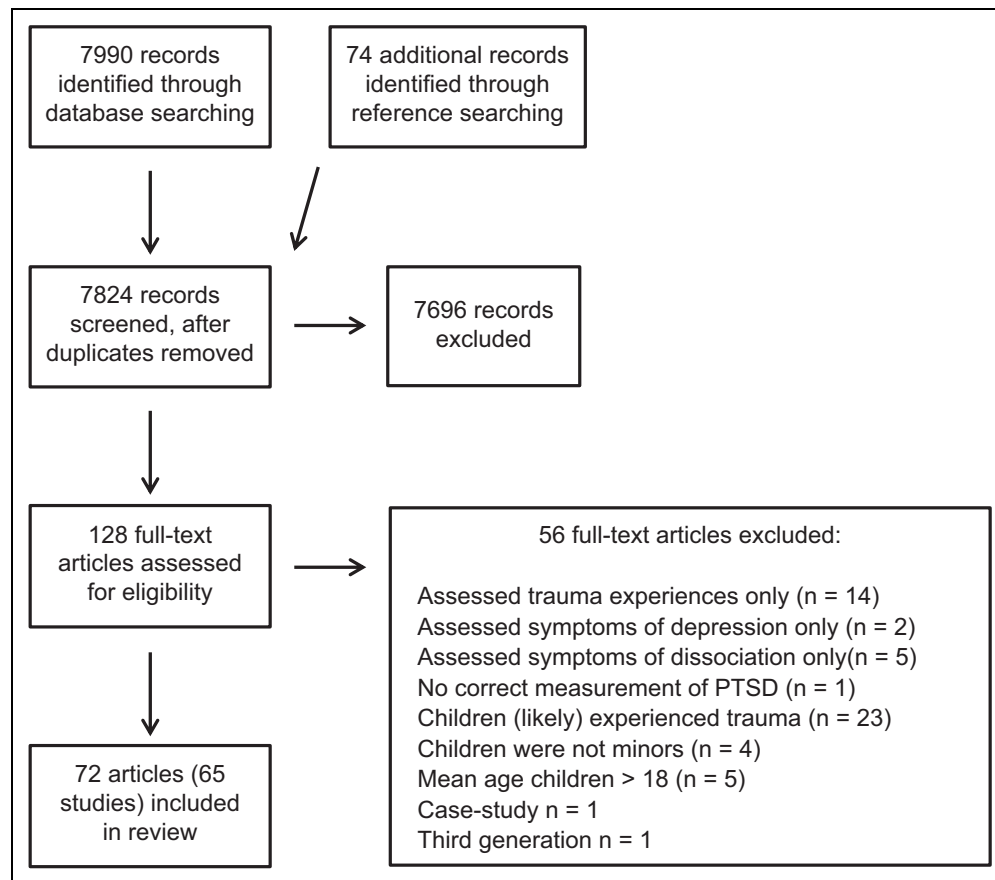 7990 records
identified through
database searching
74 additional records
identified through
reference searching
7824 records
screened, after
duplicates removed
7696 records
excluded
128 full-text
articles assessed
for eligibility
56 full-text articles excluded:
Assessed trauma experiences only (n = 14)
Assessed symptoms of depression only (n = 2)
Assessed symptoms of dissociation only(n = 5)
No correct measurement of PTSD (n = 1)
Children (likely) experienced trauma (n = 23)
Children were not minors (n = 4)
Mean age children > 18 (n = 5)
Case-study n = 1
Third generation n = 1
72 articles (65
studies) included
in review